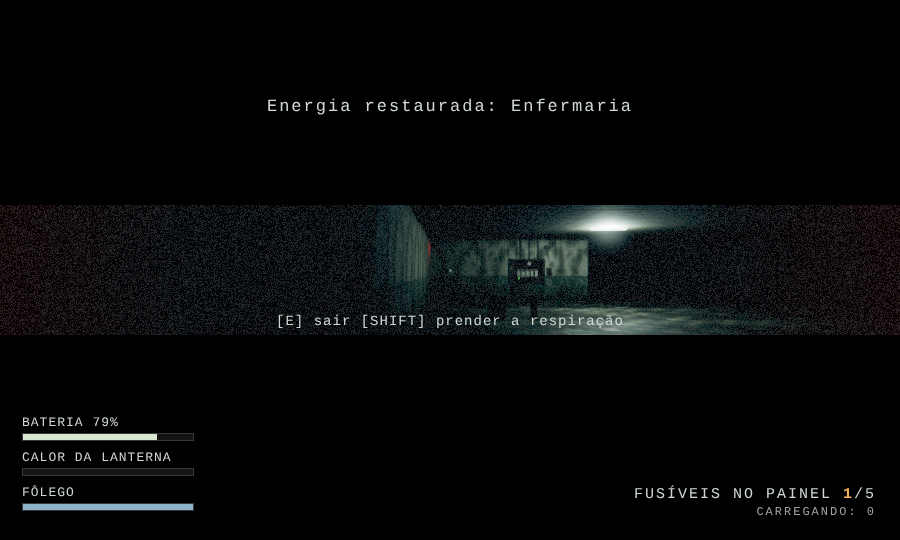 Energia restaurada: Enfermaria
[E] sair [SHIFT] prender a respiração
BATERIA 79%
CALOR DA LANTERNA
FÔLEGO
FUSÍVEIS NO PAINEL 1/5
CARREGANDO: 0